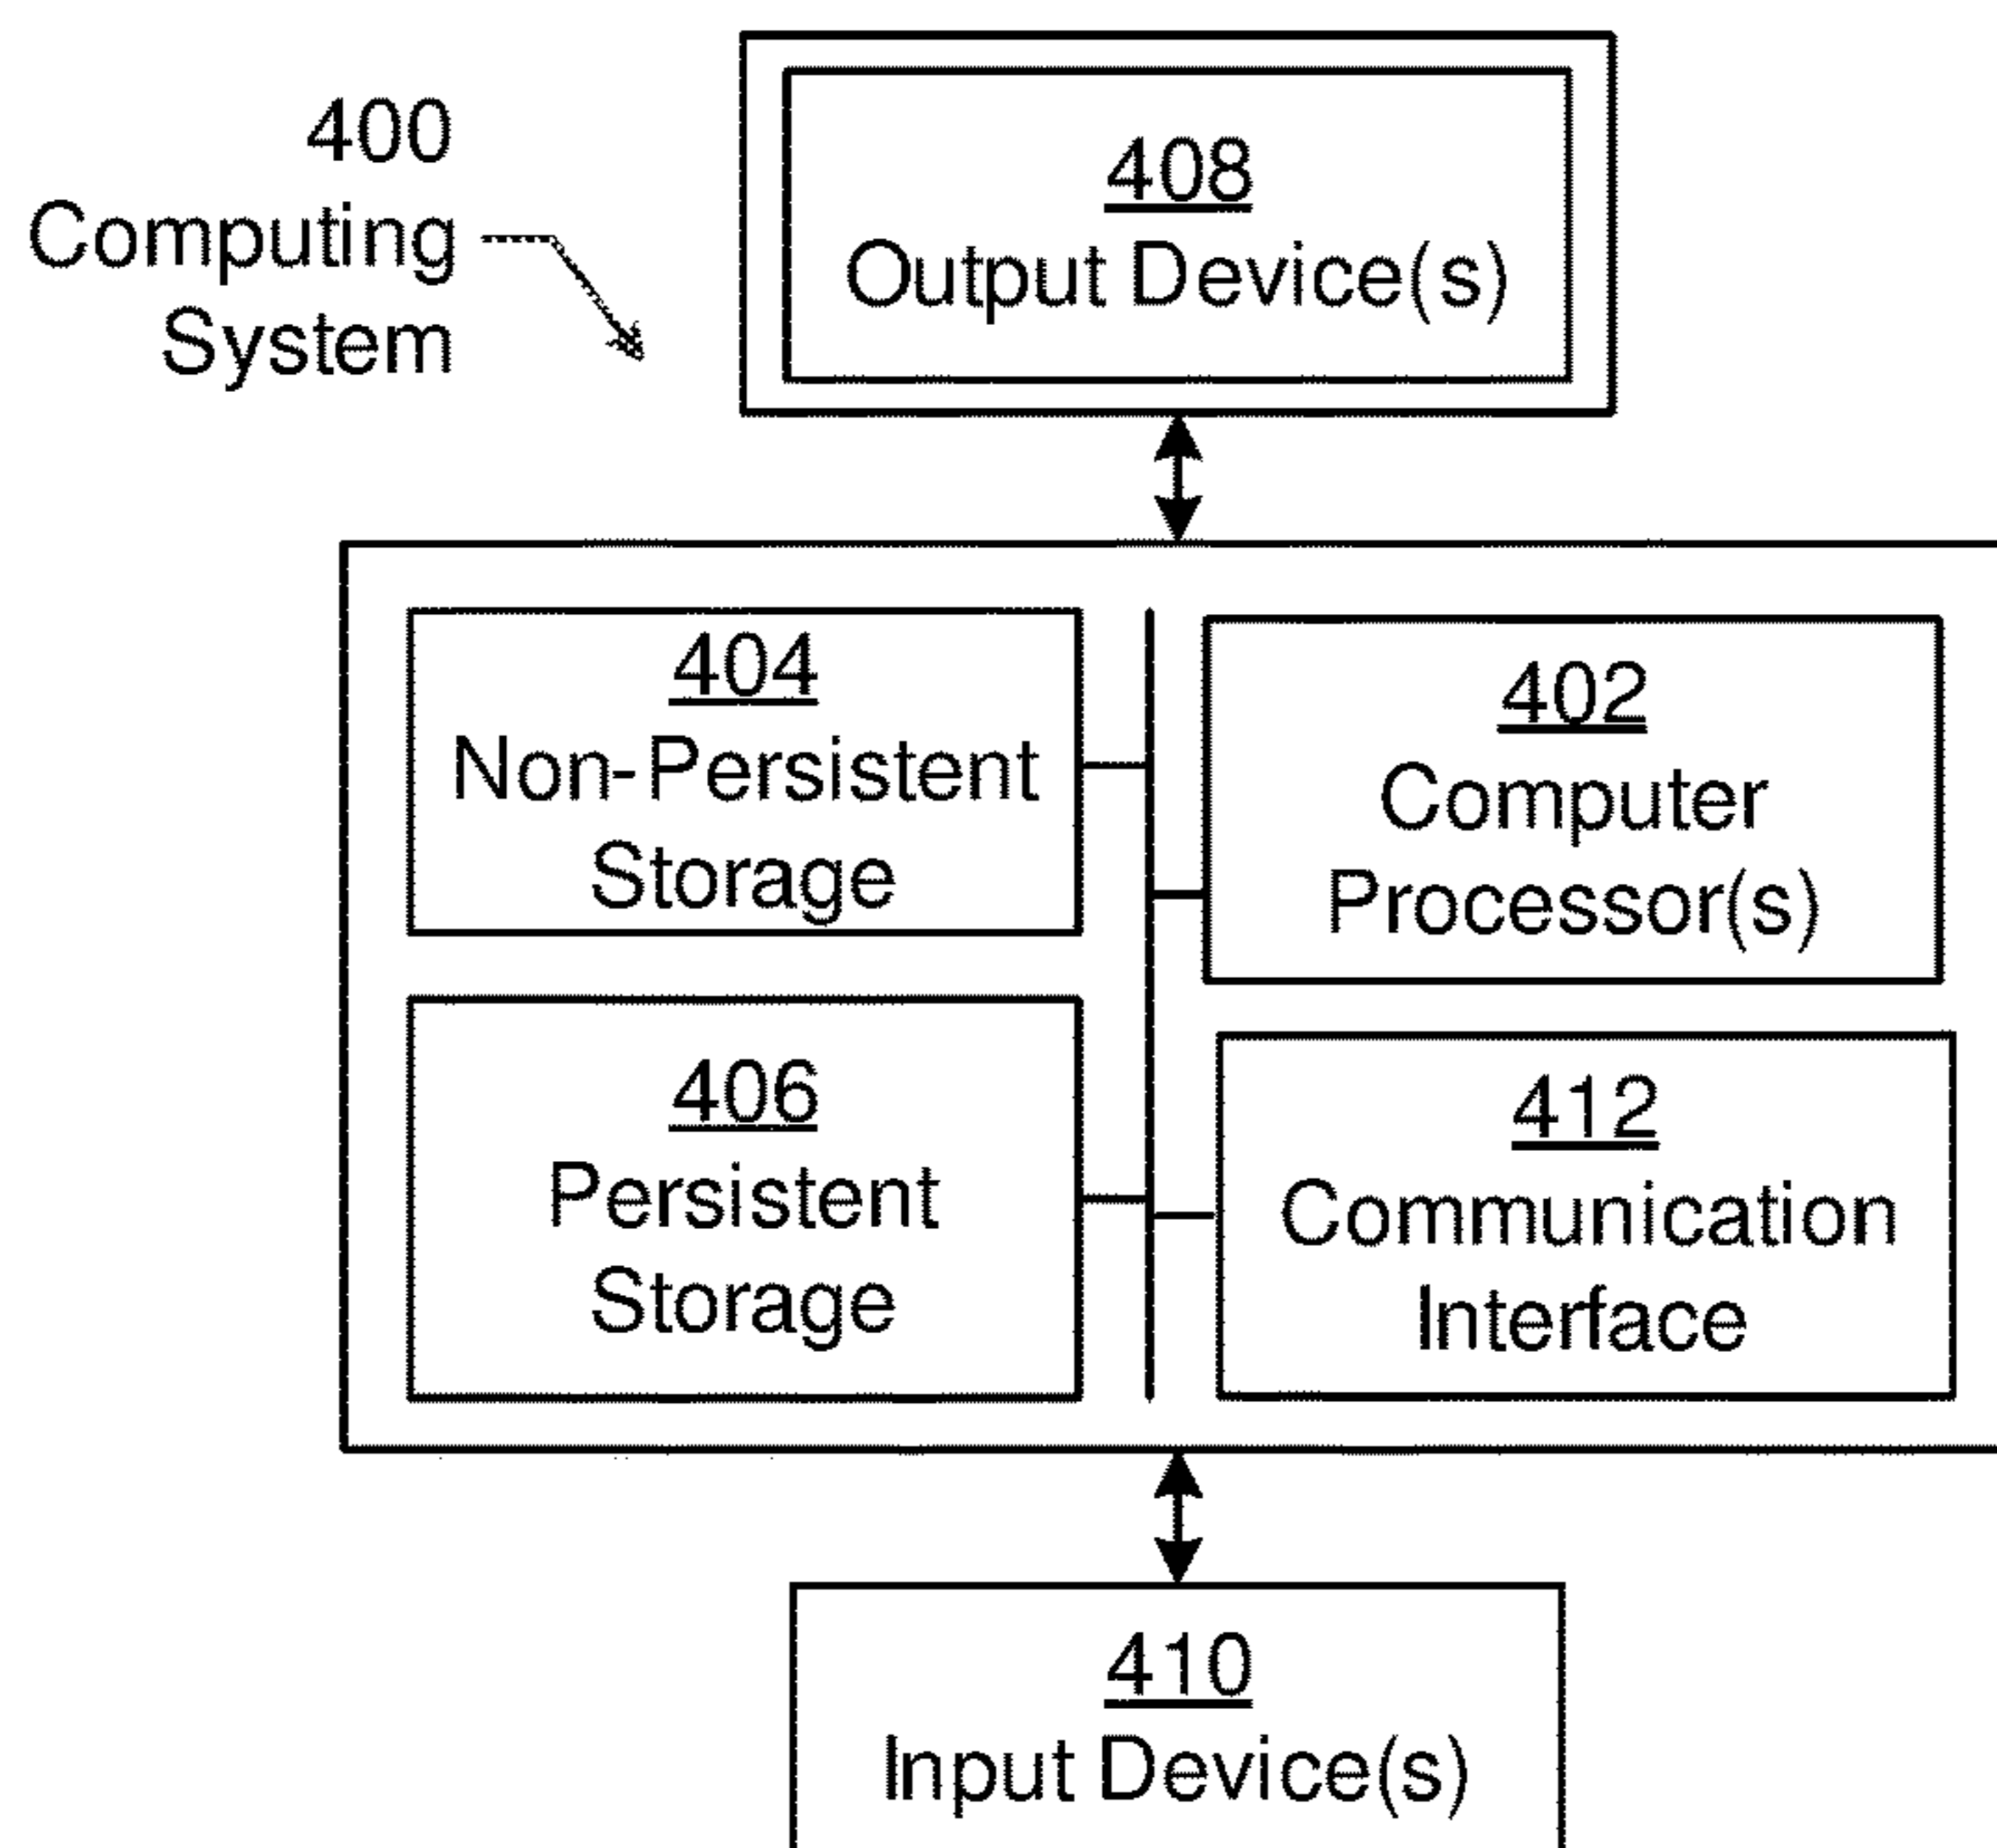 400
Computing
System
408
Output Device(s)
404
Non-Persistent
Storage
402
Computer
Processor(s)
406
Persistent
Storage
412
Communication
Interface
410
Input Device(s)